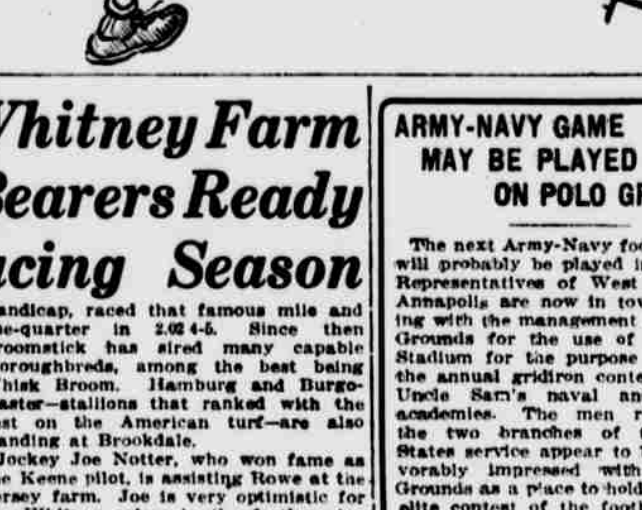 Whitney Farm
Bearers Ready
acing Season
andicap, raced that famous mile and
e-quarter in 2.02 4-5. Since then
roomstick has sired many capable
oroughbreds, among the best being
hisk Broom. Hamburg and Burgo-
aster—stallions that ranked with the
st on the American turf—are also
anding at Brookdale.
Jockey Joe Notter, who won fame as
e Keene pilot, is assisting Rowe at the
ersey farm. Joe is very optimistic for
ARMY-NAVY GAME
MAY BE PLAYED
ON POLO GR
The next Army-Navy foo
will probably be played i
Representatives of West
Annapolis are now in to
ing with the management
Grounds for the use of
Stadium for the purpose
the annual gridiron conte
Uncle Sam's naval an
academies. The men r
the two branches of
States service appear to
vorably impressed with
Grounds as a place to hold
elite contest of the foot